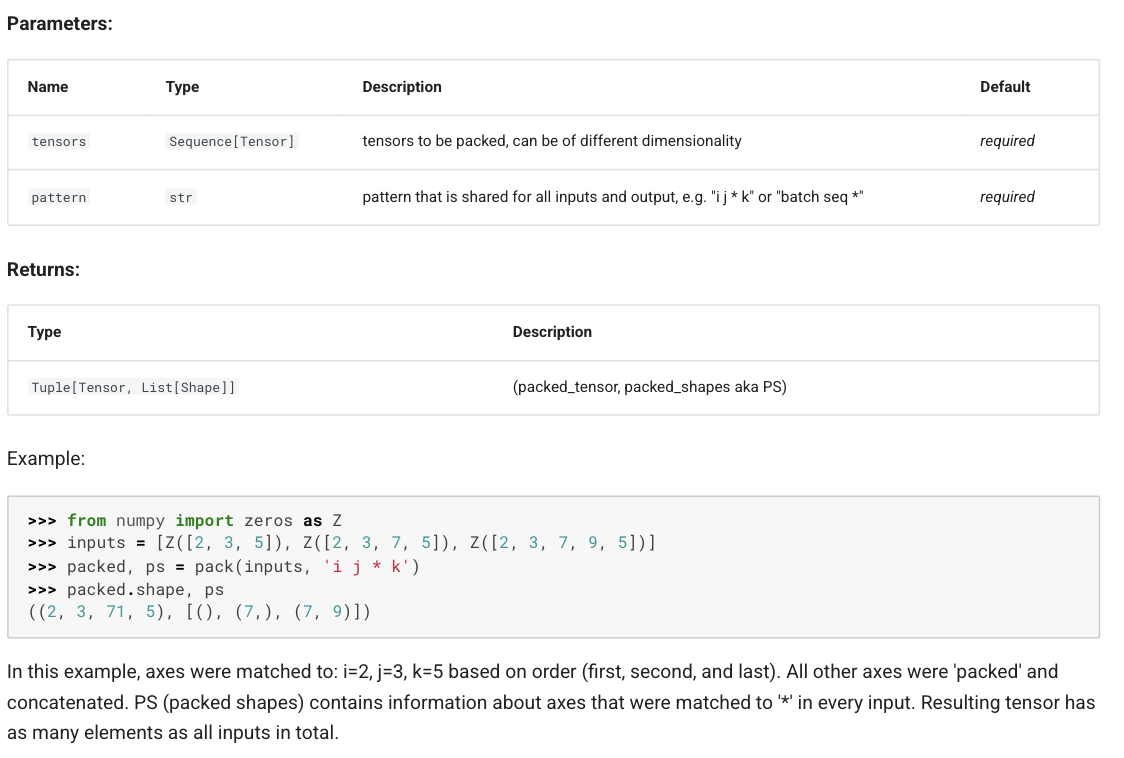 Parameters:
Name Type Description Default
tensors Sequence[Tensor] tensors to be packed, can be of different dimensionality required
pattern str pattern that is shared for all inputs and output, e.g. "i j * k" or "batch seq *" required
Returns:
Type Description
Tuple[Tensor, List[Shape]] (packed_tensor, packed_shapes aka PS)
Example:
>>> from numpy import zeros as Z
>>> inputs = [Z([2, 3, 5]), Z([2, 3, 7, 5]), Z([2, 3, 7, 9, 5])]
>>> packed, ps = pack(inputs, 'i j * k')
>>> packed.shape, ps
((2, 3, 71, 5), [(), (7,), (7, 9)])
In this example, axes were matched to: i=2, j=3, k=5 based on order (first, second, and last). All other axes were 'packed' and
concatenated. PS (packed shapes) contains information about axes that were matched to '*' in every input. Resulting tensor has
as many elements as all inputs in total.